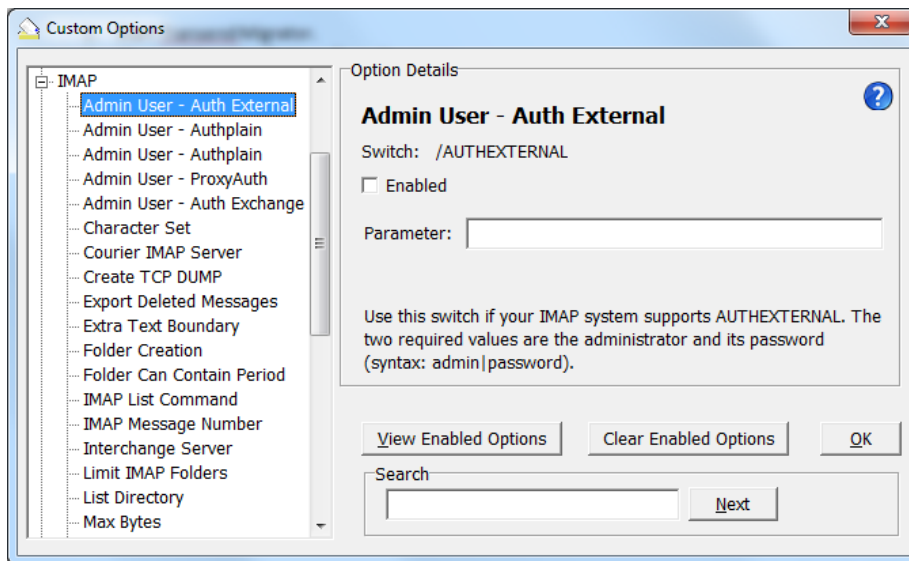 Custom Options
IMAP
Admin User - Auth External
Admin User - Authplain
Admin User - Authplain
Admin User - ProxyAuth
Admin User - Auth Exchange
Character Set
Courier IMAP Server
Create TCP DUMP
Export Deleted Messages
Extra Text Boundary
Folder Creation
Folder Can Contain Period
IMAP List Command
IMAP Message Number
Interchange Server
Limit IMAP Folders
List Directory
Max Bytes
Option Details
Admin User - Auth External
Switch: /AUTHEXTERNAL
Enabled
Parameter:
Use this switch if your IMAP system supports AUTHEXTERNAL. The
two required values are the administrator and its password
(syntax: admin|password).
View Enabled Options
Clear Enabled Options
OK
Search
Next